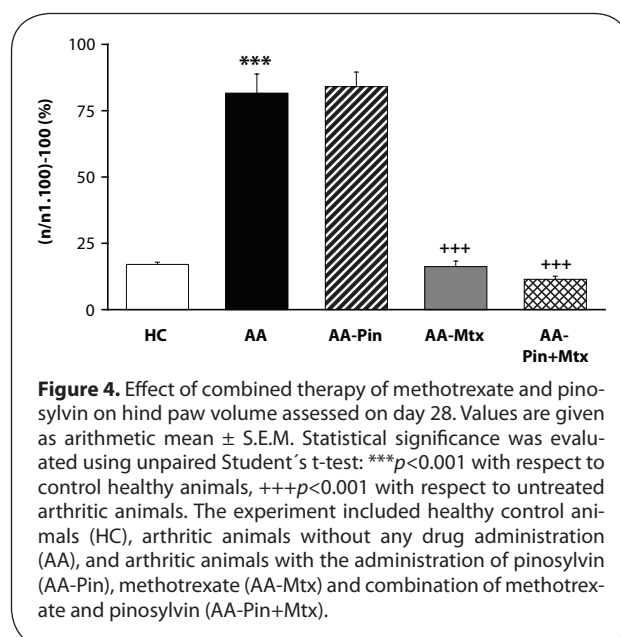 (n/n1.100)-100 (%)
100
75
50
25
0
***
+++
+++
HC
AA
AA-Pin
AA-Mtx
AA-
Pin+Mtx
Figure 4. Effect of combined therapy of methotrexate and pino-
sylvin on hind paw volume assessed on day 28. Values are given
as arithmetic mean ± S.E.M. Statistical significance was evalu-
ated using unpaired Student´s t-test: ***p<0.001 with respect to
control healthy animals, +++p<0.001 with respect to untreated
arthritic animals. The experiment included healthy control ani-
mals (HC), arthritic animals without any drug administration
(AA), and arthritic animals with the administration of pinosylvin
(AA-Pin), methotrexate (AA-Mtx) and combination of methotrex-
ate and pinosylvin (AA-Pin+Mtx).